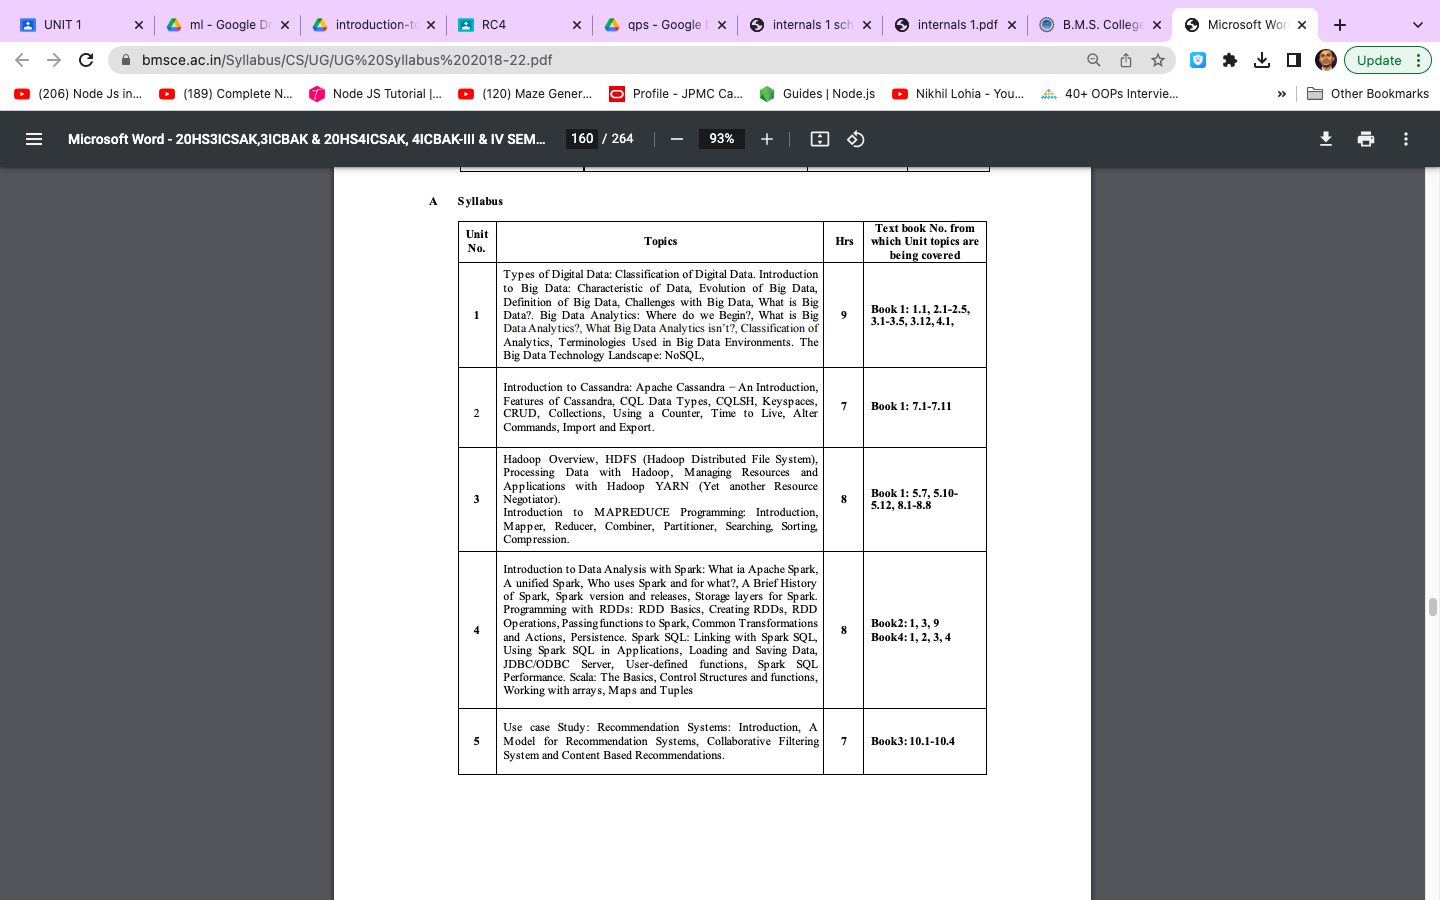 UNIT 1
ml - Google Dr
introduction-to
RC4
qps - Google D
internals 1 sch
internals 1.pdf
B.M.S. College
Microsoft Wor
bmsce.ac.in/Syllabus/CS/UG/UG%20Syllabus%202018-22.pdf
Update
(206) Node Js in...
(189) Complete N...
Node JS Tutorial |...
(120) Maze Gener...
Profile - JPMC Ca...
Guides | Node.js
Nikhil Lohia - You...
40+ OOPs Intervie...
»
Other Bookmarks
Microsoft Word - 20HS3ICSAK,3ICBAK & 20HS4ICSAK, 4ICBAK-III & IV SEM...
160 / 264
93%
A Syllabus
Unit
No.
Topics
Hrs
Text book No. from
which Unit topics are
being covered
1
Types of Digital Data: Classification of Digital Data. Introduction
to Big Data: Characteristic of Data, Evolution of Big Data,
Definition of Big Data, Challenges with Big Data, What is Big
Data?. Big Data Analytics: Where do we Begin?, What is Big
Data Analytics?, What Big Data Analytics isn't?, Classification of
Analytics, Terminologies Used in Big Data Environments. The
Big Data Technology Landscape: NoSQL,
9
Book 1: 1.1, 2.1-2.5,
3.1-3.5, 3.12, 4.1,
2
Introduction to Cassandra: Apache Cassandra – An Introduction,
Features of Cassandra, CQL Data Types, CQLSH, Keyspaces,
CRUD, Collections, Using a Counter, Time to Live, Alter
Commands, Import and Export.
7
Book 1: 7.1-7.11
3
Hadoop Overview, HDFS (Hadoop Distributed File System),
Processing Data with Hadoop, Managing Resources and
Applications with Hadoop YARN (Yet another Resource
Negotiator).
Introduction to MAPREDUCE Programming: Introduction,
Mapper, Reducer, Combiner, Partitioner, Searching, Sorting,
Compression.
8
Book 1: 5.7, 5.10-
5.12, 8.1-8.8
4
Introduction to Data Analysis with Spark: What ia Apache Spark,
A unified Spark, Who uses Spark and for what?, A Brief History
of Spark, Spark version and releases, Storage layers for Spark.
Programming with RDDs: RDD Basics, Creating RDDs, RDD
Operations, Passing functions to Spark, Common Transformations
and Actions, Persistence. Spark SQL: Linking with Spark SQL,
Using Spark SQL in Applications, Loading and Saving Data,
JDBC/ODBC Server, User-defined functions, Spark SQL
Performance. Scala: The Basics, Control Structures and functions,
Working with arrays, Maps and Tuples
8
Book2: 1, 3, 9
Book4: 1, 2, 3, 4
5
Use case Study: Recommendation Systems: Introduction, A
Model for Recommendation Systems, Collaborative Filtering
System and Content Based Recommendations.
7
Book3: 10.1-10.4